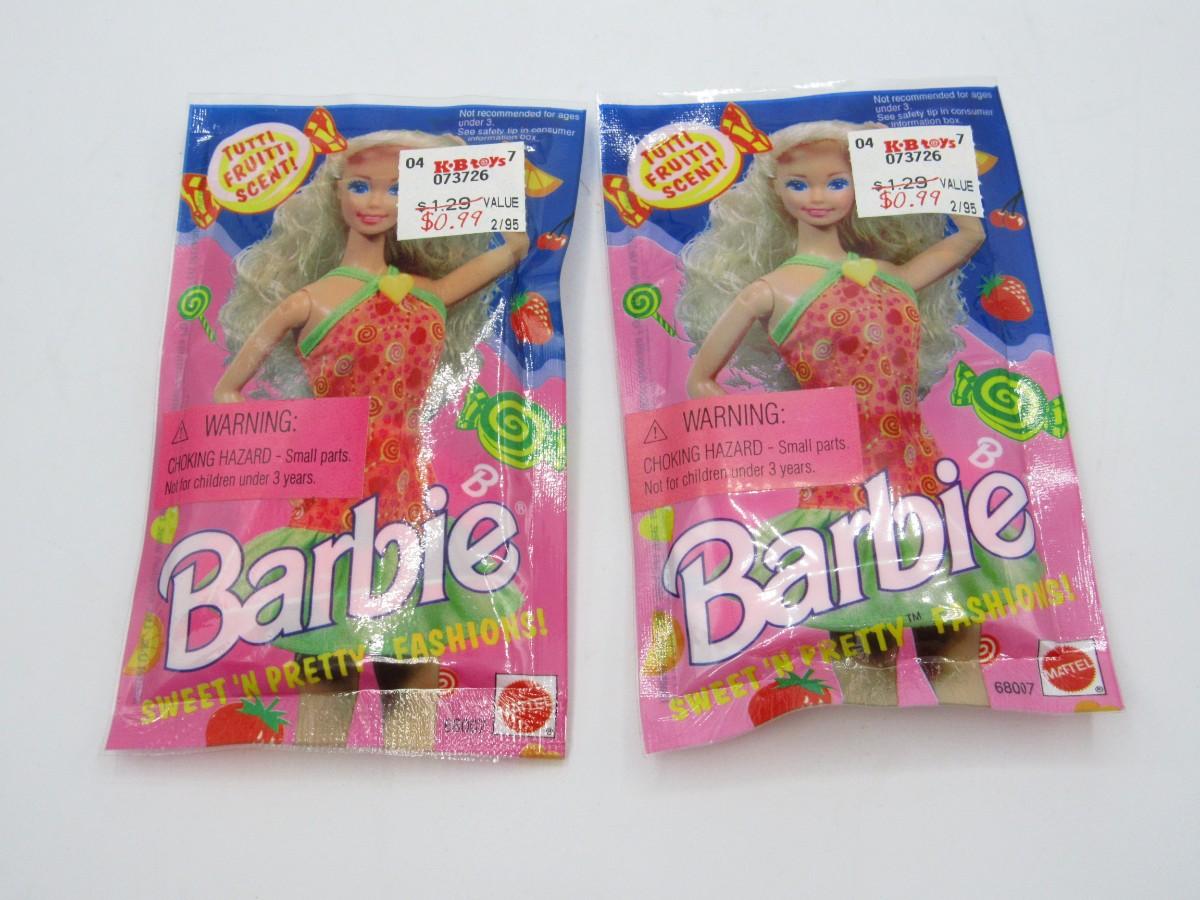 TUTTI
FRUITTI
SCENT!
Not recommended for ages
under 3.
See safety tip in consumer
information box.
04 K·B toys 7
073726
$1.29 VALUE
$0.99 2/95
WARNING:
CHOKING HAZARD - Small parts.
Not for children under 3 years.
B
Barbie®
SWEET 'N PRETTY FASHIONS!
68007
MATTEL
®
TUTTI
FRUITTI
SCENT!
Not recommended for ages
under 3.
See safety tip in consumer
information box.
04 K·B toys 7
073726
$1.29 VALUE
$0.99 2/95
WARNING:
CHOKING HAZARD - Small parts.
Not for children under 3 years.
B
Barbie
SWEET 'N PRETTY™ FASHIONS!
68007
MATTEL
®